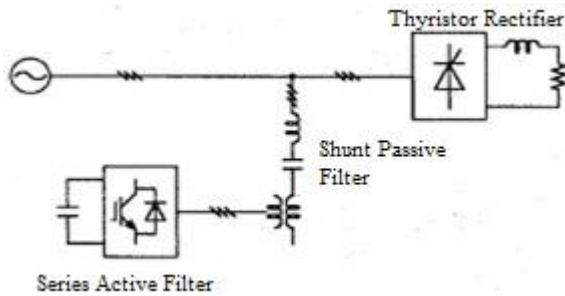 Thyristor Rectifier
Shunt Passive
Filter
Series Active Filter